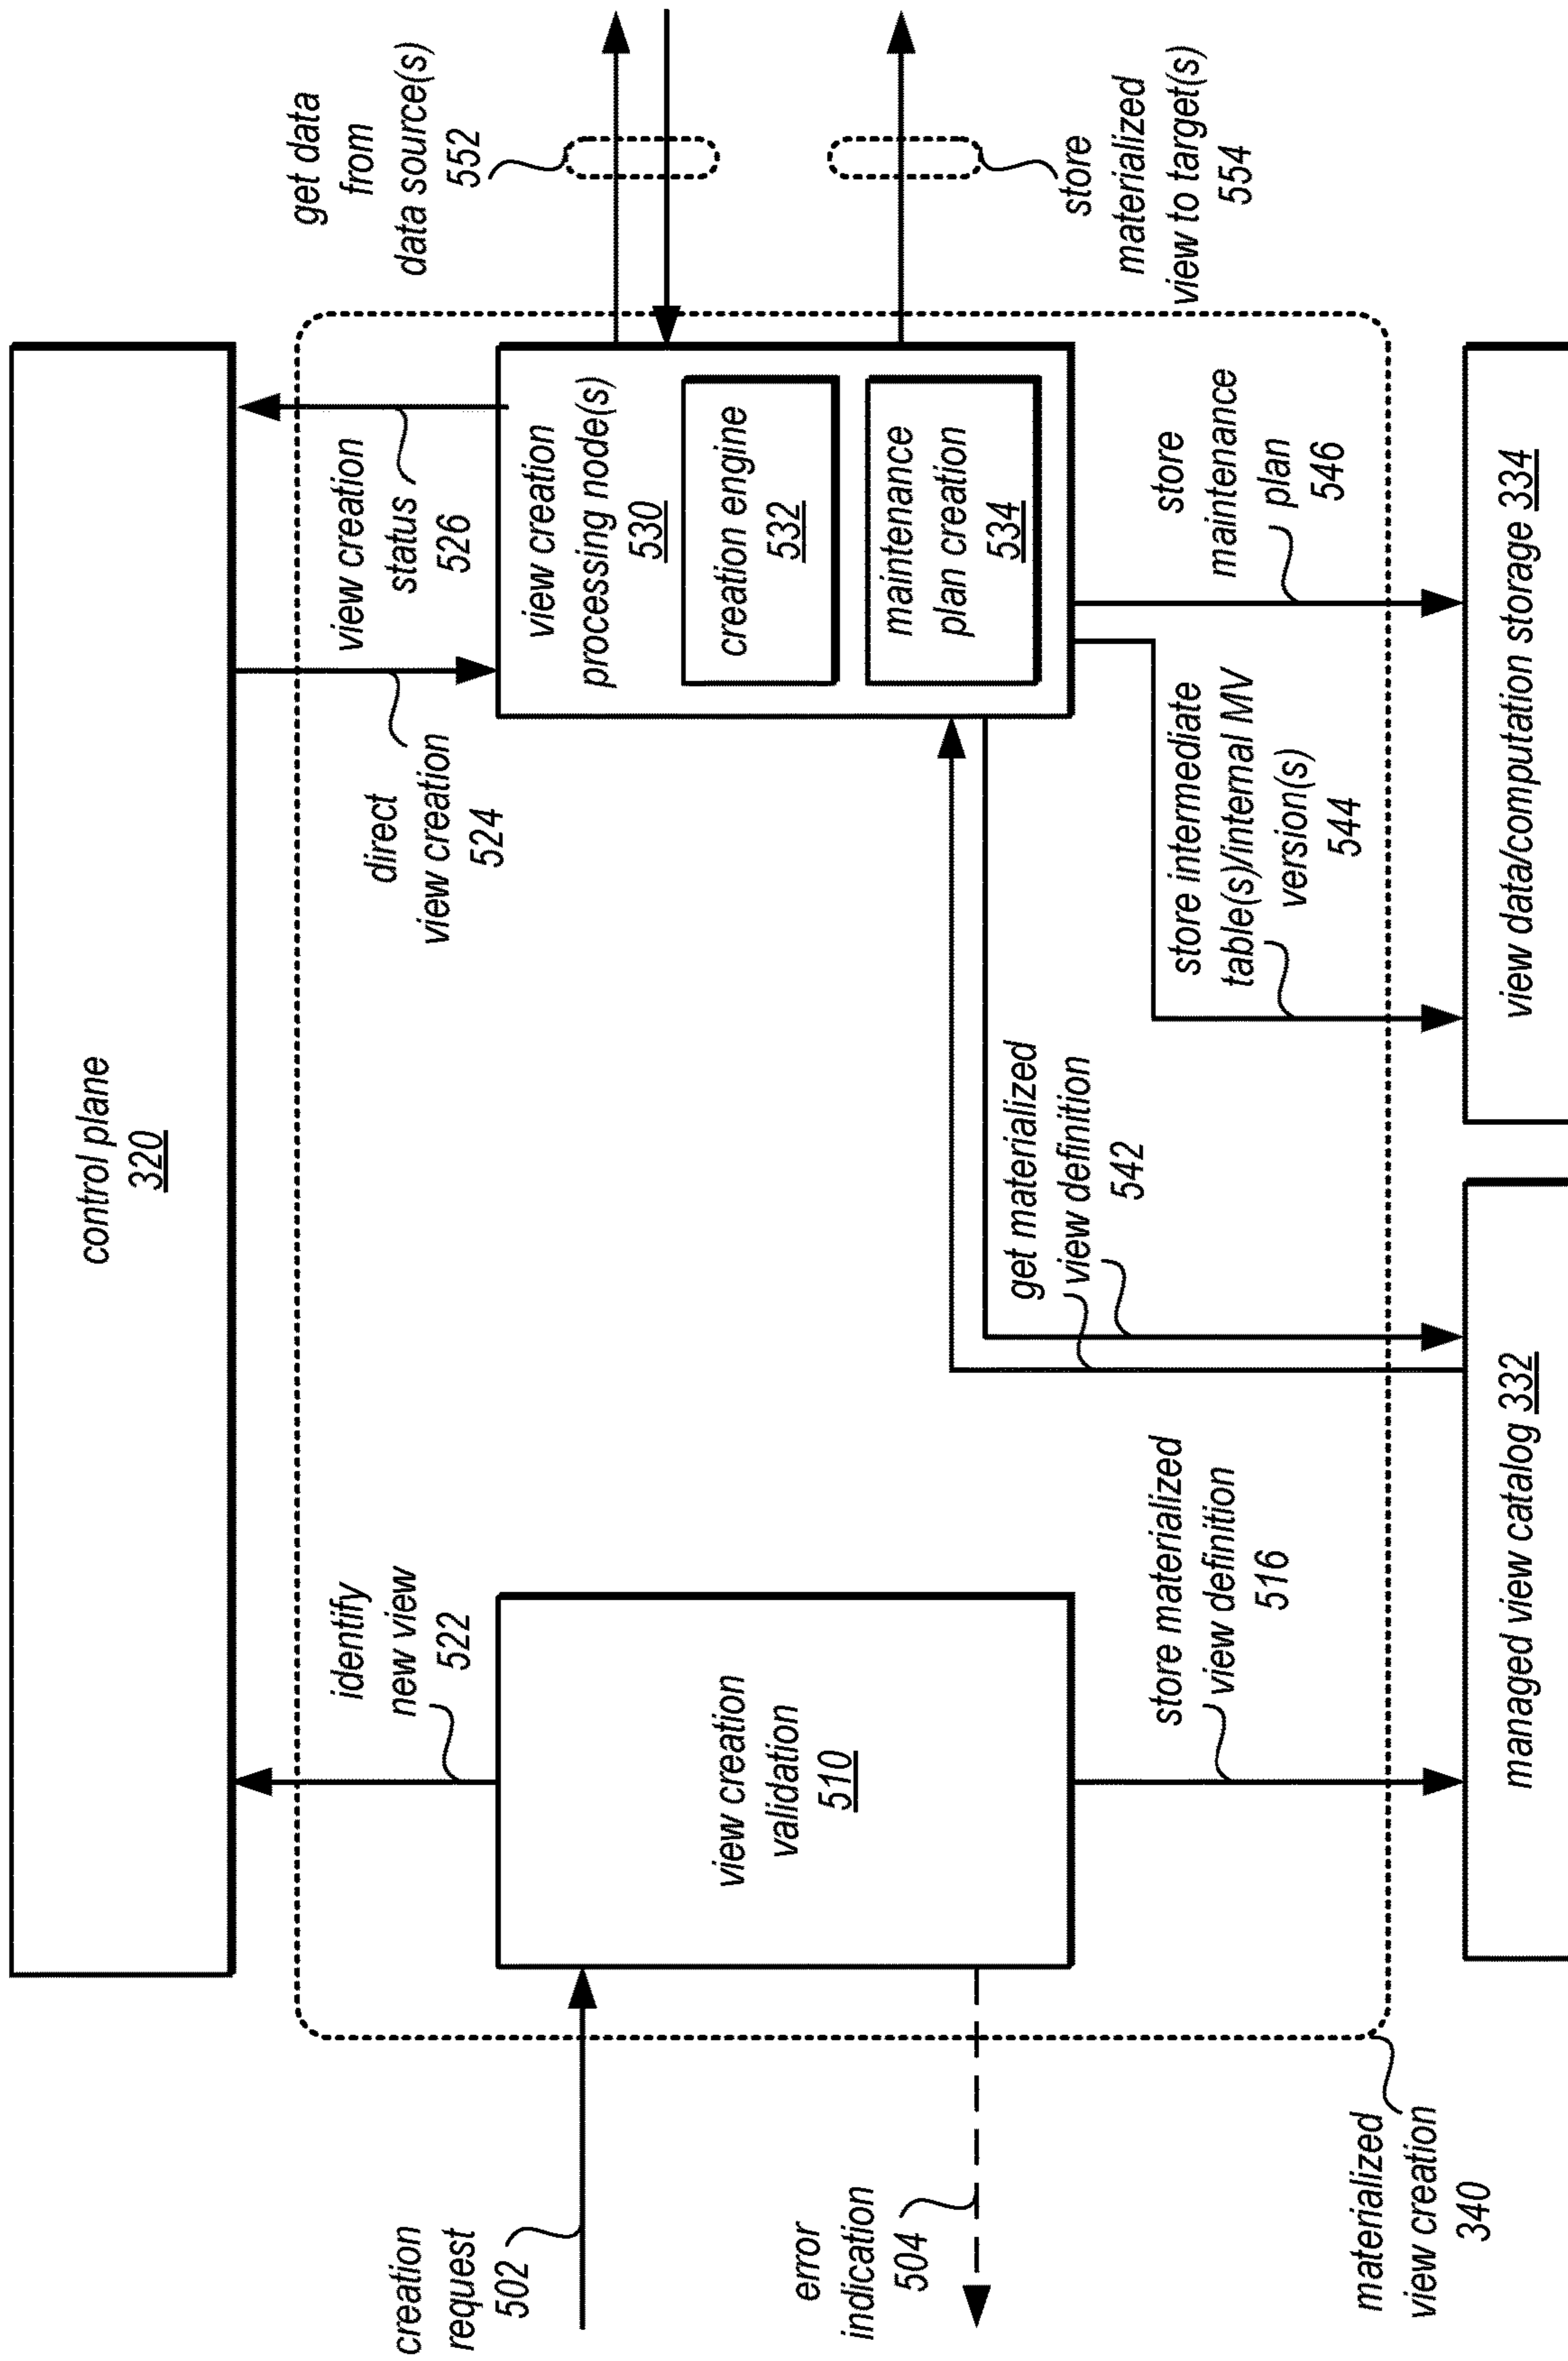 control plane
320
identify
new view
522
direct
view creation
524
view creation
status
526
get data
from
data source(s)
552
creation
request
502
view creation
validation
510
view creation
processing node(s)
530
creation engine
532
maintenance
plan creation
534
error
indication
504
store
materialized
view to target(s)
554
get materialized
view definition
542
store materialized
view definition
516
store intermediate
table(s)/internal MV
version(s)
544
store
maintenance
plan
546
materialized
view creation
340
managed view catalog 332
view data/computation storage 334